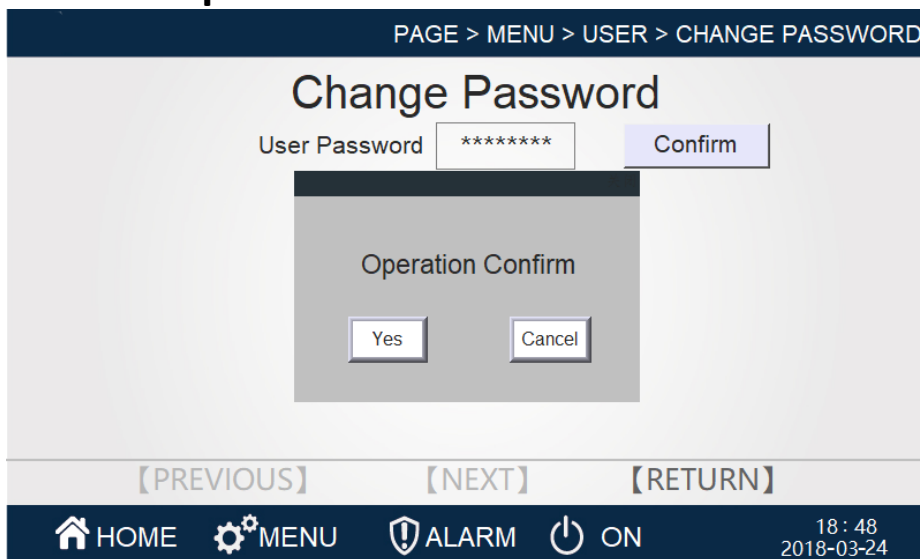 PAGE > MENU > USER > CHANGE PASSWORD
Change Password
User Password ******** Confirm
Operation Confirm
Yes Cancel
【PREVIOUS】 【NEXT】 【RETURN】
HOME MENU ALARM ON 18:48
2018-03-24